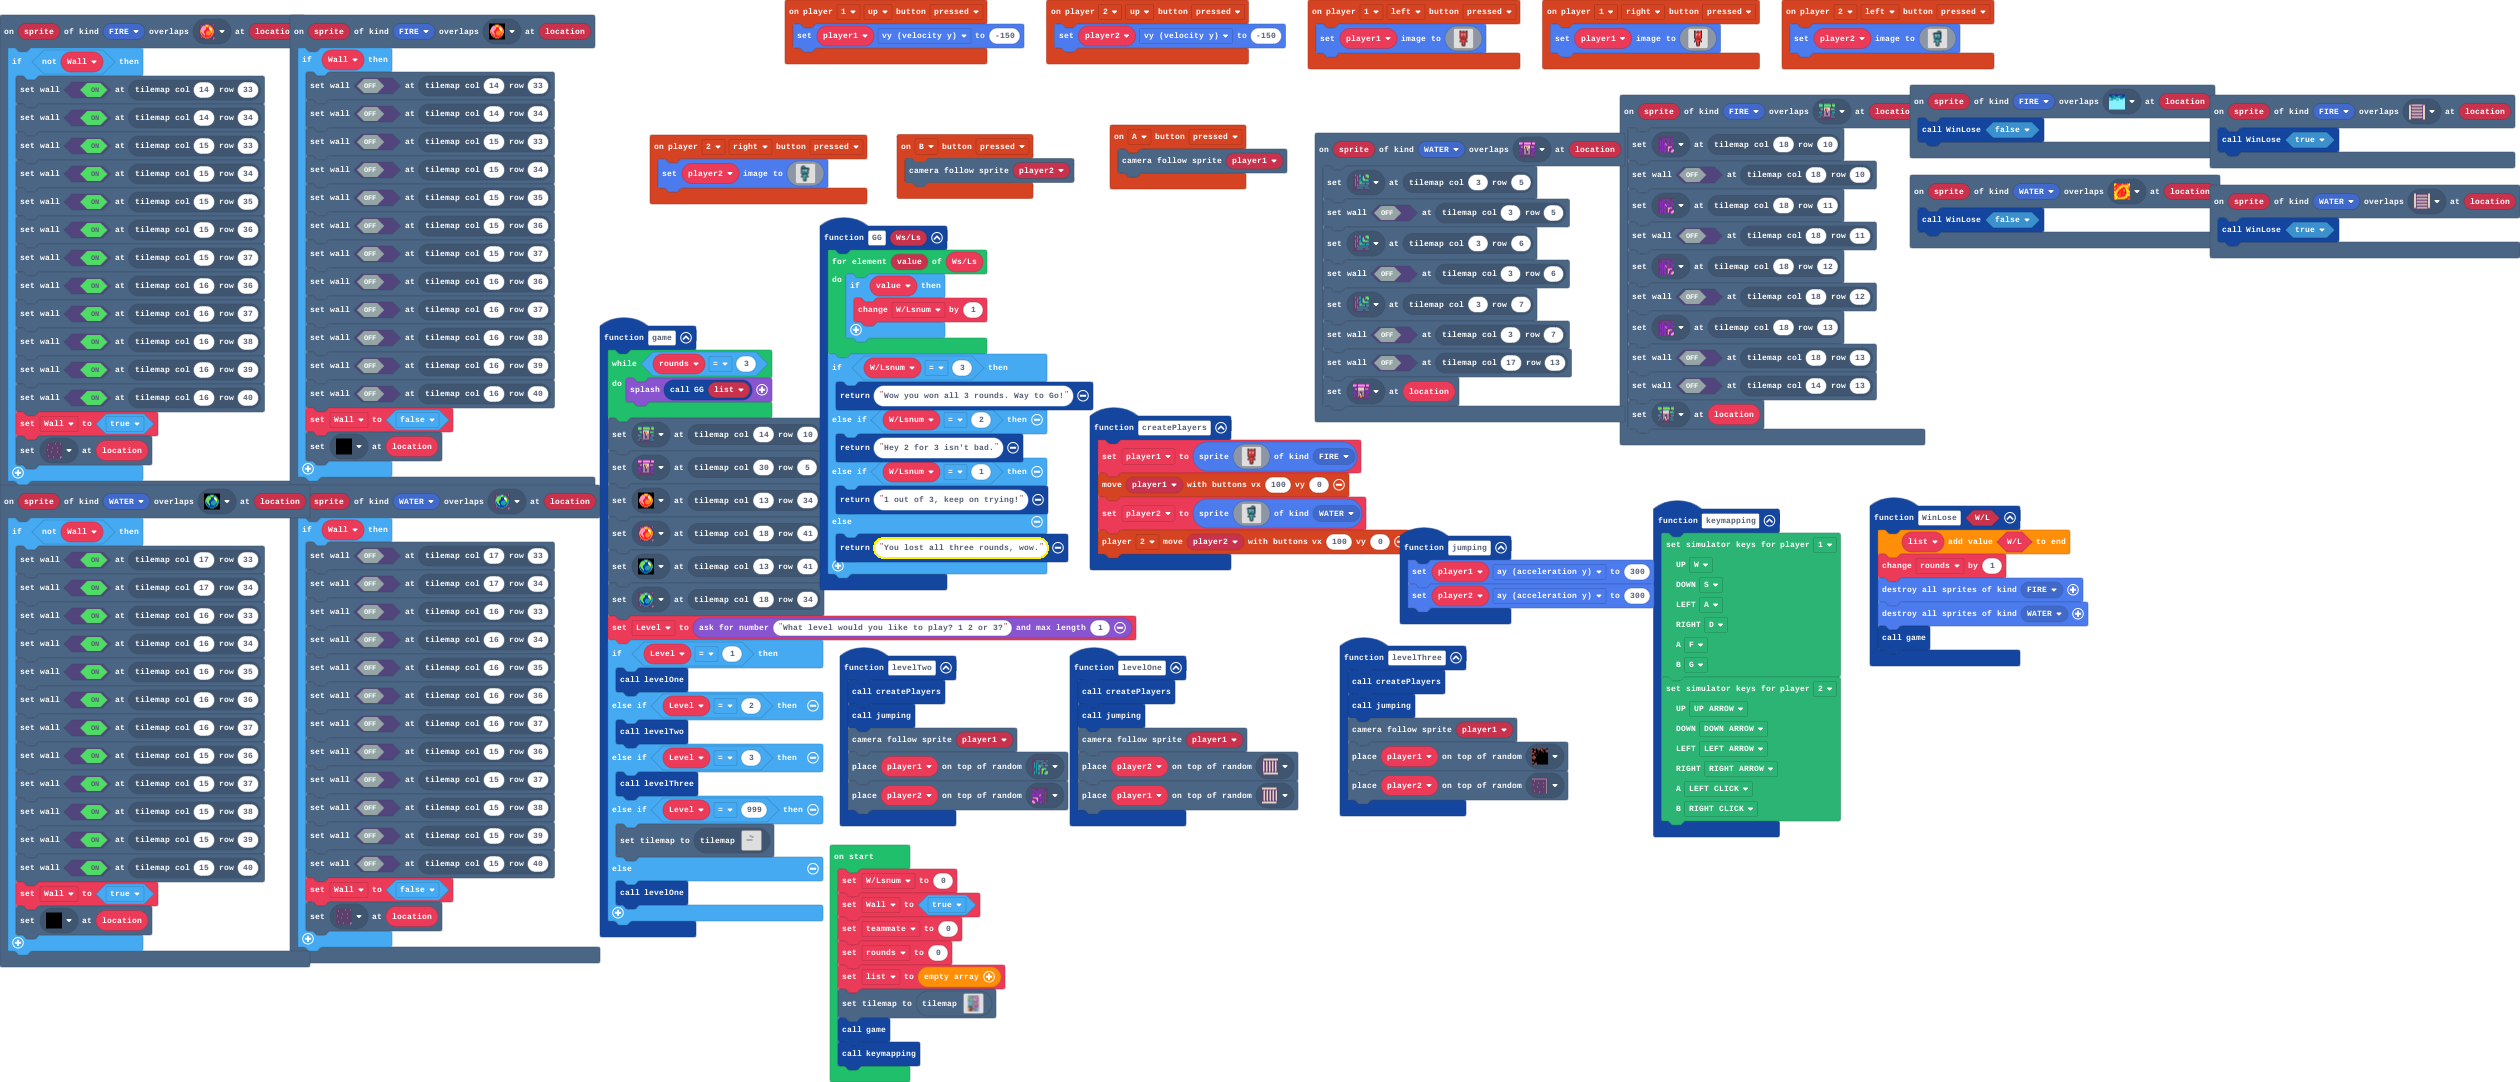 on sprite of kind FIRE overlaps at locatio
if not Wall then
set wall ON at tilemap col 14 row 33
set wall ON at tilemap col 14 row 34
set wall ON at tilemap col 15 row 33
set wall ON at tilemap col 15 row 34
set wall ON at tilemap col 15 row 35
set wall ON at tilemap col 15 row 36
set wall ON at tilemap col 15 row 37
set wall ON at tilemap col 16 row 36
set wall ON at tilemap col 16 row 37
set wall ON at tilemap col 16 row 38
set wall ON at tilemap col 16 row 39
set wall ON at tilemap col 16 row 40
set Wall to true
set at location
on sprite of kind FIRE overlaps at location
if Wall then
set wall OFF at tilemap col 14 row 33
set wall OFF at tilemap col 14 row 34
set wall OFF at tilemap col 15 row 33
set wall OFF at tilemap col 15 row 34
set wall OFF at tilemap col 15 row 35
set wall OFF at tilemap col 15 row 36
set wall OFF at tilemap col 15 row 37
set wall OFF at tilemap col 16 row 36
set wall OFF at tilemap col 16 row 37
set wall OFF at tilemap col 16 row 38
set wall OFF at tilemap col 16 row 39
set wall OFF at tilemap col 16 row 40
set Wall to false
set at location
on sprite of kind WATER overlaps at location
if not Wall then
set wall ON at tilemap col 17 row 33
set wall ON at tilemap col 17 row 34
set wall ON at tilemap col 16 row 33
set wall ON at tilemap col 16 row 34
set wall ON at tilemap col 16 row 35
set wall ON at tilemap col 16 row 36
set wall ON at tilemap col 16 row 37
set wall ON at tilemap col 15 row 36
set wall ON at tilemap col 15 row 37
set wall ON at tilemap col 15 row 38
set wall ON at tilemap col 15 row 39
set wall ON at tilemap col 15 row 40
set Wall to true
set at location
sprite of kind WATER overlaps at location
if Wall then
set wall OFF at tilemap col 17 row 33
set wall OFF at tilemap col 17 row 34
set wall OFF at tilemap col 16 row 33
set wall OFF at tilemap col 16 row 34
set wall OFF at tilemap col 16 row 35
set wall OFF at tilemap col 16 row 36
set wall OFF at tilemap col 16 row 37
set wall OFF at tilemap col 15 row 36
set wall OFF at tilemap col 15 row 37
set wall OFF at tilemap col 15 row 38
set wall OFF at tilemap col 15 row 39
set wall OFF at tilemap col 15 row 40
set Wall to false
set at location
on player 1 up button pressed
set player1 vy (velocity y) to -150
on player 2 up button pressed
set player2 vy (velocity y) to -150
on player 1 left button pressed
set player1 image to
on player 1 right button pressed
set player1 image to
on player 2 left button pressed
set player2 image to
on player 2 right button pressed
set player2 image to
on B button pressed
camera follow sprite player2
on A button pressed
camera follow sprite player1
on sprite of kind WATER overlaps at location
set at tilemap col 3 row 5
set wall OFF at tilemap col 3 row 5
set at tilemap col 3 row 6
set wall OFF at tilemap col 3 row 6
set at tilemap col 3 row 7
set wall OFF at tilemap col 3 row 7
set wall OFF at tilemap col 17 row 13
set at location
on sprite of kind FIRE overlaps at locatio
set at tilemap col 18 row 10
set wall OFF at tilemap col 18 row 10
set at tilemap col 18 row 11
set wall OFF at tilemap col 18 row 11
set at tilemap col 18 row 12
set wall OFF at tilemap col 18 row 12
set at tilemap col 18 row 13
set wall OFF at tilemap col 18 row 13
set wall OFF at tilemap col 14 row 13
set at location
on sprite of kind FIRE overlaps at location
call WinLose false
on sprite of kind FIRE overlaps at location
call WinLose true
on sprite of kind WATER overlaps at location
call WinLose false
on sprite of kind WATER overlaps at location
call WinLose true
function GG Ws/Ls
for element value of Ws/Ls
do
if value then
change W/Lsnum by 1
if W/Lsnum = 3 then
return "Wow you won all 3 rounds. Way to Go!"
else if W/Lsnum = 2 then
return "Hey 2 for 3 isn't bad."
else if W/Lsnum = 1 then
return "1 out of 3, keep on trying!"
else
return "You lost all three rounds, wow."
function game
while rounds = 3
do splash call GG list
set at tilemap col 14 row 10
set at tilemap col 30 row 5
set at tilemap col 13 row 34
set at tilemap col 18 row 41
set at tilemap col 13 row 41
set at tilemap col 18 row 34
set Level to ask for number "What level would you like to play? 1 2 or 3?" and max length 1
if Level = 1 then
call levelOne
else if Level = 2 then
call levelTwo
else if Level = 3 then
call levelThree
else if Level = 999 then
set tilemap to tilemap
else
call levelOne
function createPlayers
set player1 to sprite of kind FIRE
move player1 with buttons vx 100 vy 0
set player2 to sprite of kind WATER
player 2 move player2 with buttons vx 100 vy 0
function jumping
set player1 ay (acceleration y) to 300
set player2 ay (acceleration y) to 300
function levelTwo
call createPlayers
call jumping
camera follow sprite player1
place player1 on top of random
place player2 on top of random
function levelOne
call createPlayers
call jumping
camera follow sprite player1
place player2 on top of random
place player1 on top of random
function levelThree
call createPlayers
call jumping
camera follow sprite player1
place player1 on top of random
place player2 on top of random
function keymapping
set simulator keys for player 1
UP W
DOWN S
LEFT A
RIGHT D
A F
B G
set simulator keys for player 2
UP UP ARROW
DOWN DOWN ARROW
LEFT LEFT ARROW
RIGHT RIGHT ARROW
A LEFT CLICK
B RIGHT CLICK
function WinLose W/L
list add value W/L to end
change rounds by 1
destroy all sprites of kind FIRE
destroy all sprites of kind WATER
call game
on start
set W/Lsnum to 0
set Wall to true
set teammate to 0
set rounds to 0
set list to empty array
set tilemap to tilemap
call game
call keymapping